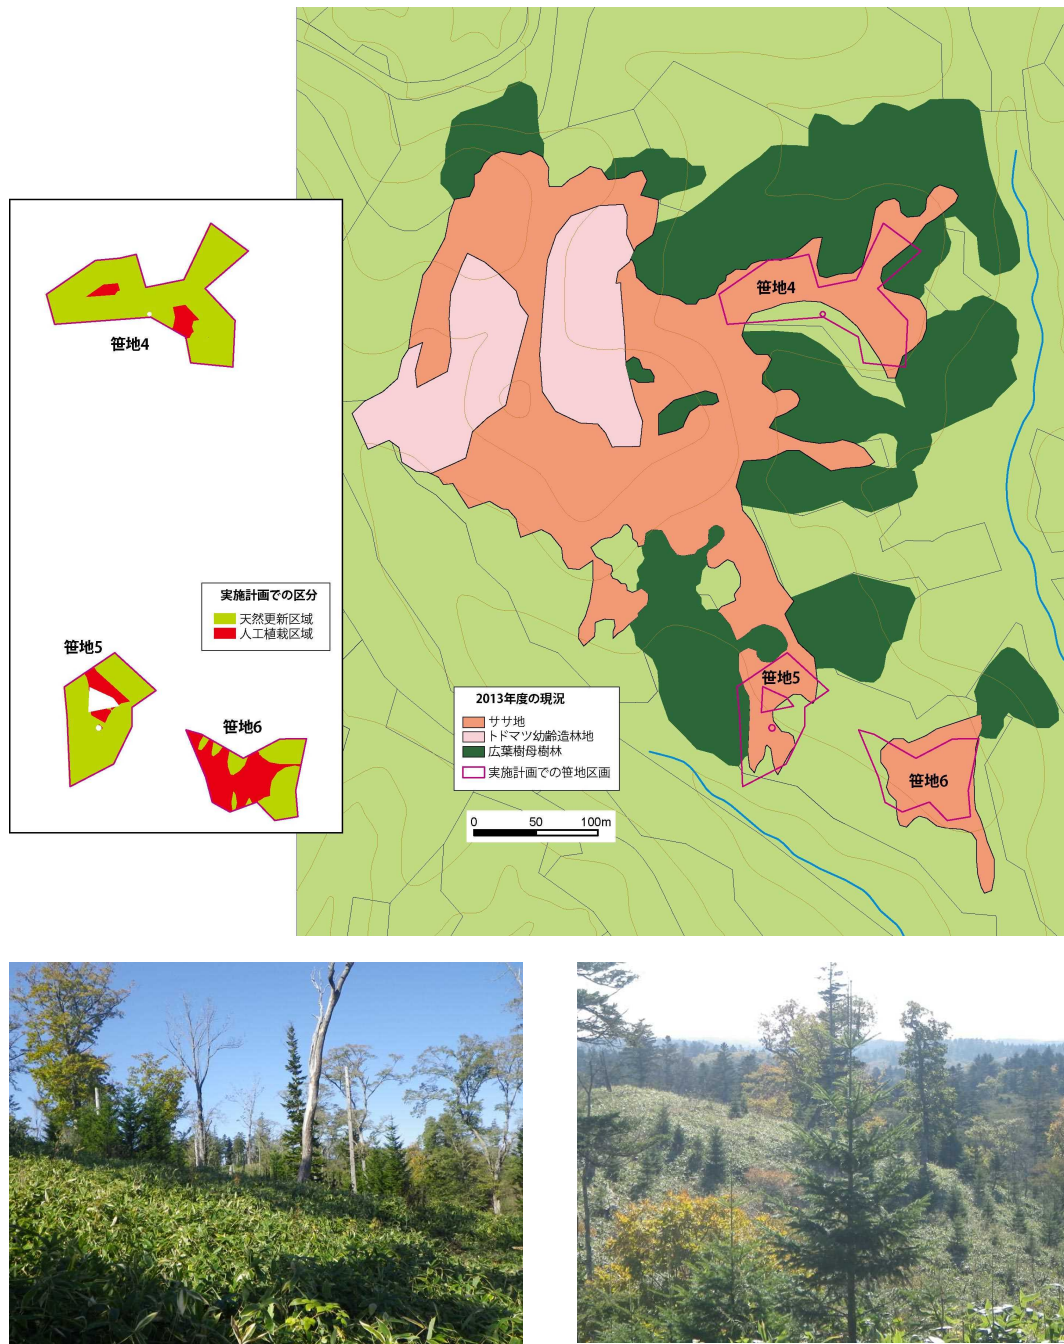 笹地4
実施計画での区分
天然更新区域
人工植栽区域
笹地5
笹地6
笹地4
笹地5
笹地6
2013年度の現況
ササ地
トドマツ幼齢造林地
広葉樹母樹林
実施計画での笹地区画
0 50 100m